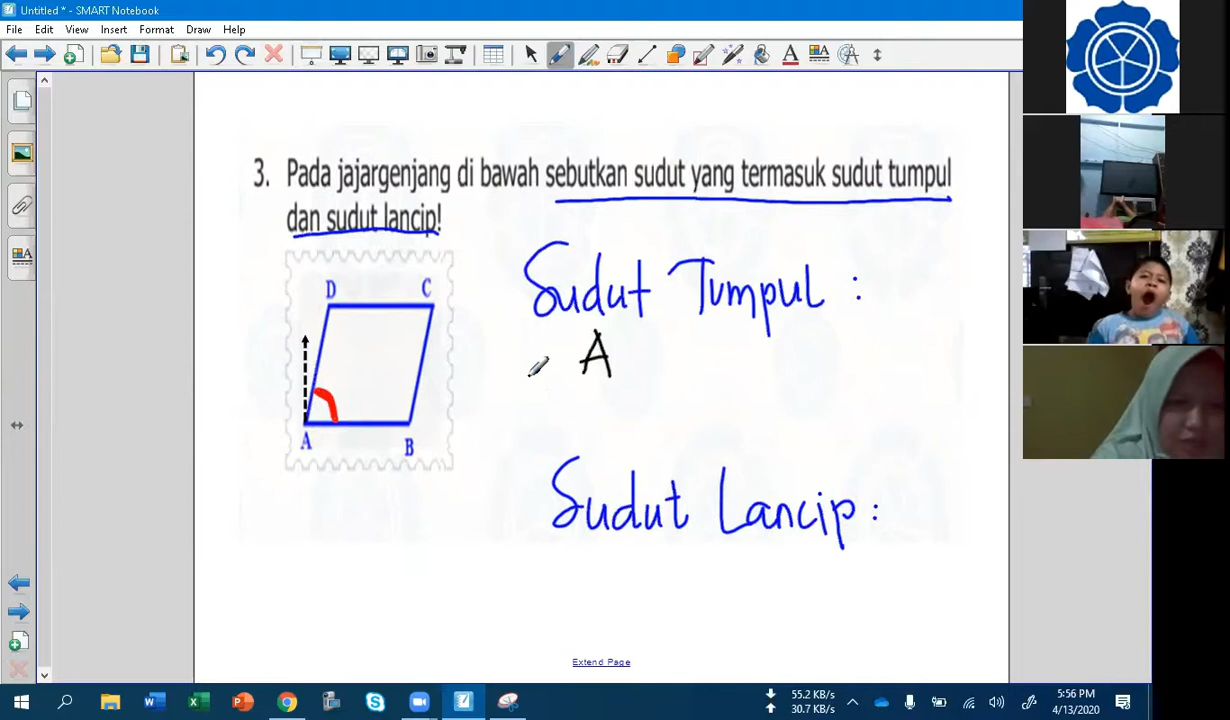 Untitled * - SMART Notebook
File Edit View Insert Format Draw Help
3. Pada jajargenjang di bawah sebutkan sudut yang termasuk sudut tumpul
dan sudut lancip!
D C
A B
Sudut Tumpul :
A
Sudut Lancip :
Extend Page
55.2 KB/s
30.7 KB/s
5:56 PM
4/13/2020